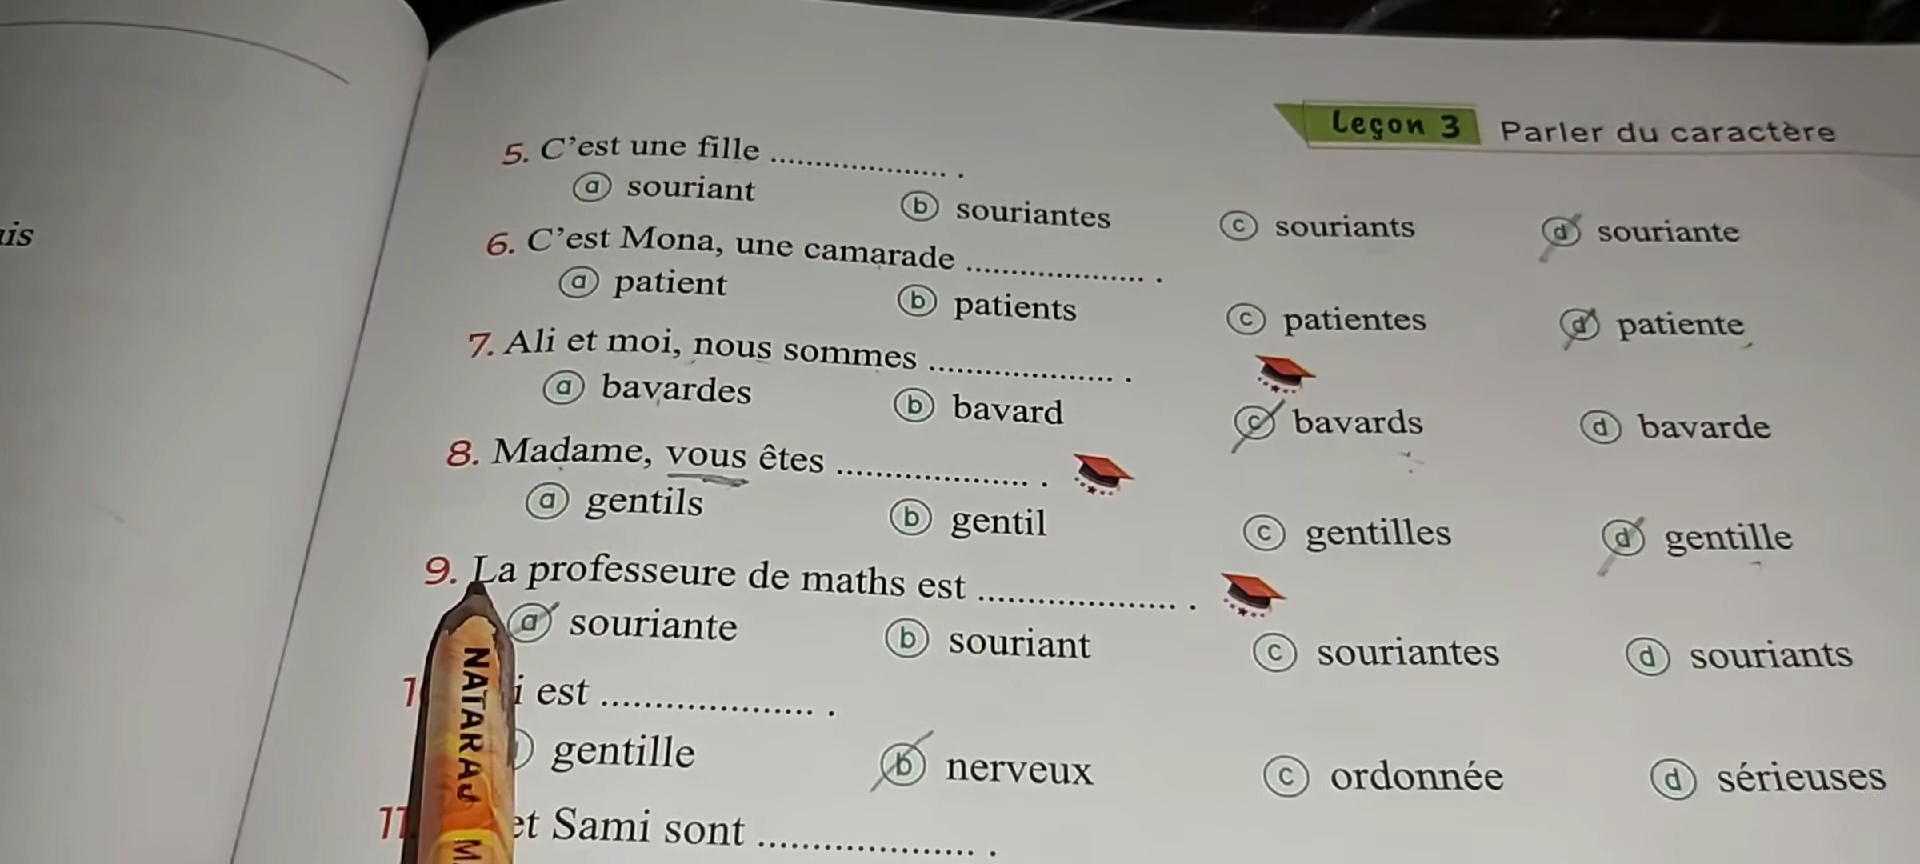 Leçon 3 Parler du caractère
5. C'est une fille .................... .
a souriant b souriantes c souriants d souriante
6. C'est Mona, une camarade .................... .
a patient b patients c patientes d patiente
7. Ali et moi, nous sommes .................... .
a bavardes b bavard c bavards d bavarde
8. Madame, vous êtes .................... .
a gentils b gentil c gentilles d gentille
9. La professeure de maths est .................... .
a souriante b souriant c souriantes d souriants
i est .................... .
gentille b nerveux c ordonnée d sérieuses
11. et Sami sont .................... .
uis
NATARAJ